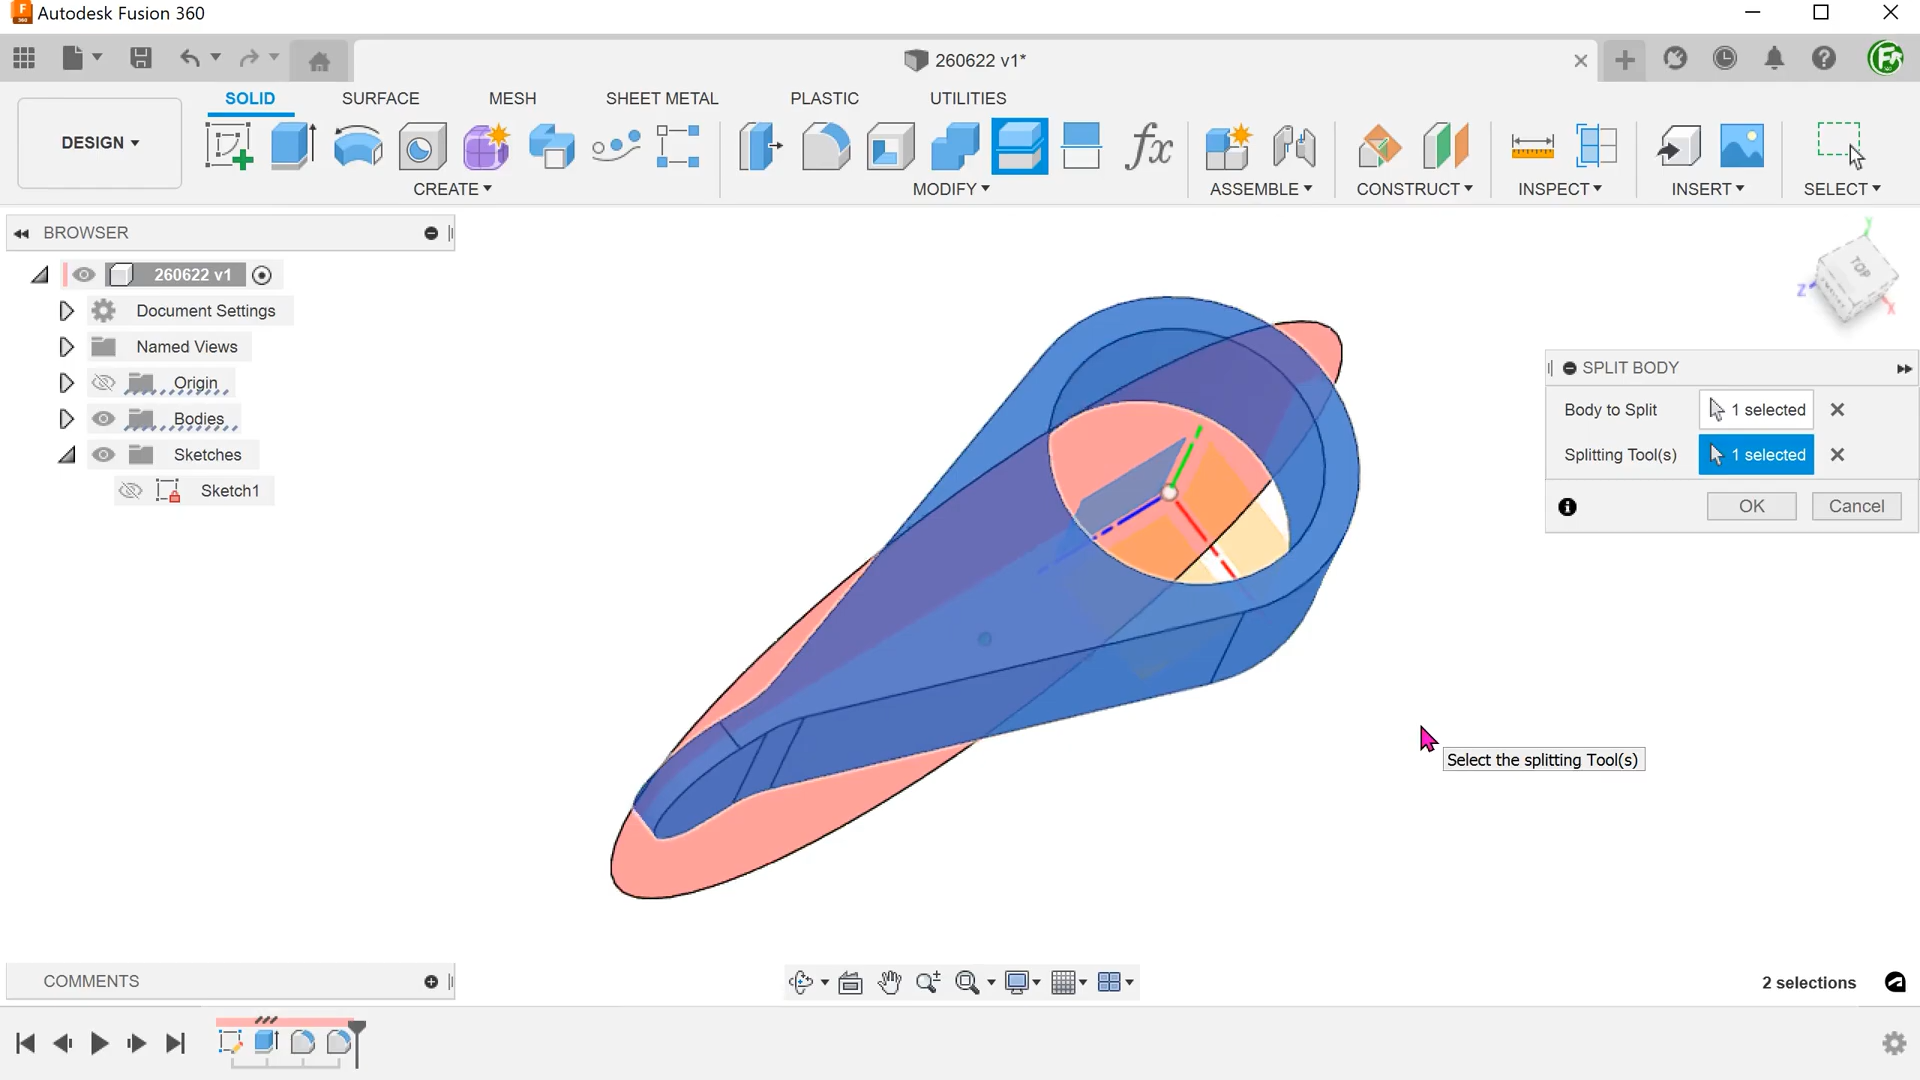 Autodesk Fusion 360
260622 v1*
SOLID SURFACE MESH SHEET METAL PLASTIC UTILITIES
DESIGN
CREATE MODIFY ASSEMBLE CONSTRUCT INSPECT INSERT SELECT
BROWSER
260622 v1
Document Settings
Named Views
Origin
Bodies
Sketches
Sketch1
TOP
Y
Z
X
SPLIT BODY
Body to Split 1 selected
Splitting Tool(s) 1 selected
OK Cancel
Select the splitting Tool(s)
COMMENTS
2 selections